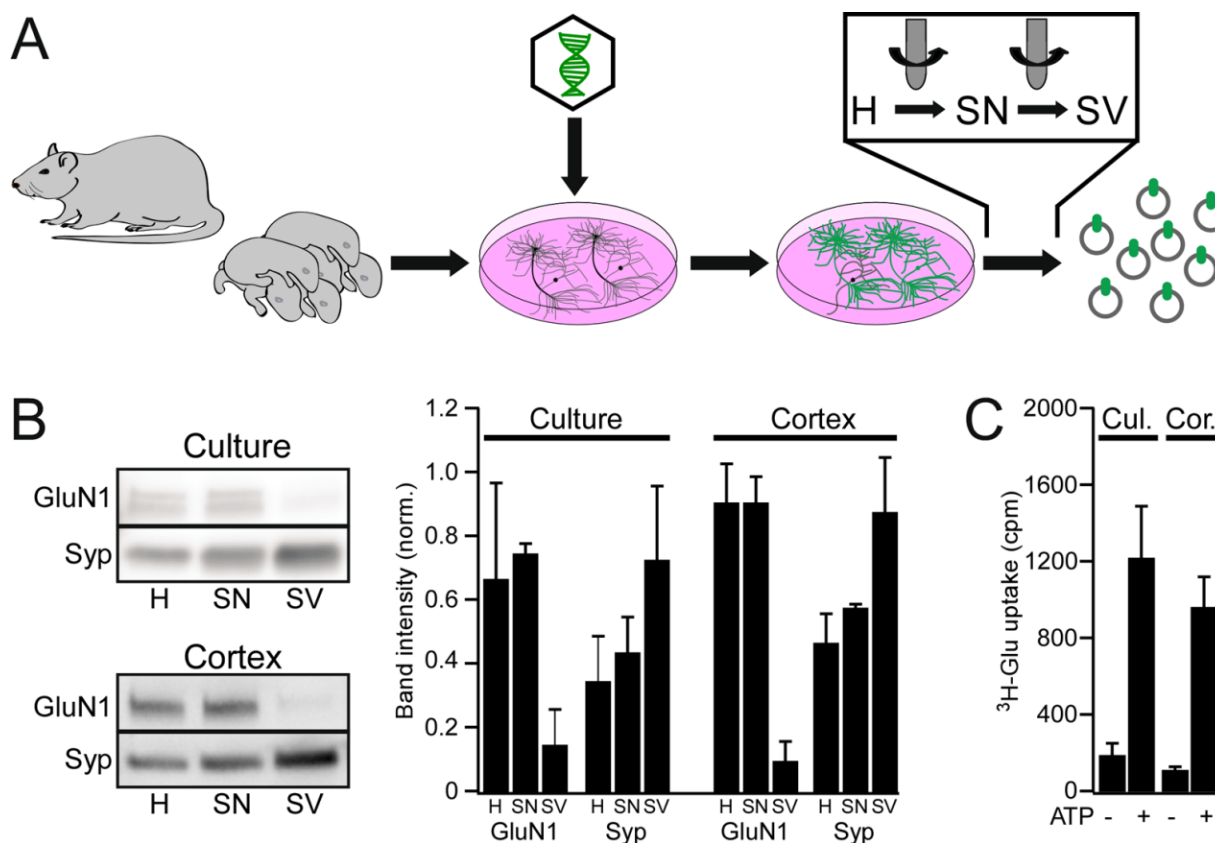 A
H SN SV
B
Culture
GluN1
Syp
H SN SV
Cortex
GluN1
Syp
H SN SV
Band intensity (norm.)
1.2
1.0
0.8
0.6
0.4
0.2
0
Culture Cortex
H SN SV H SN SV H SN SV H SN SV
GluN1 Syp GluN1 Syp
C
³H-Glu uptake (cpm)
2000
1600
1200
800
400
0
Cul. Cor.
ATP - + - +